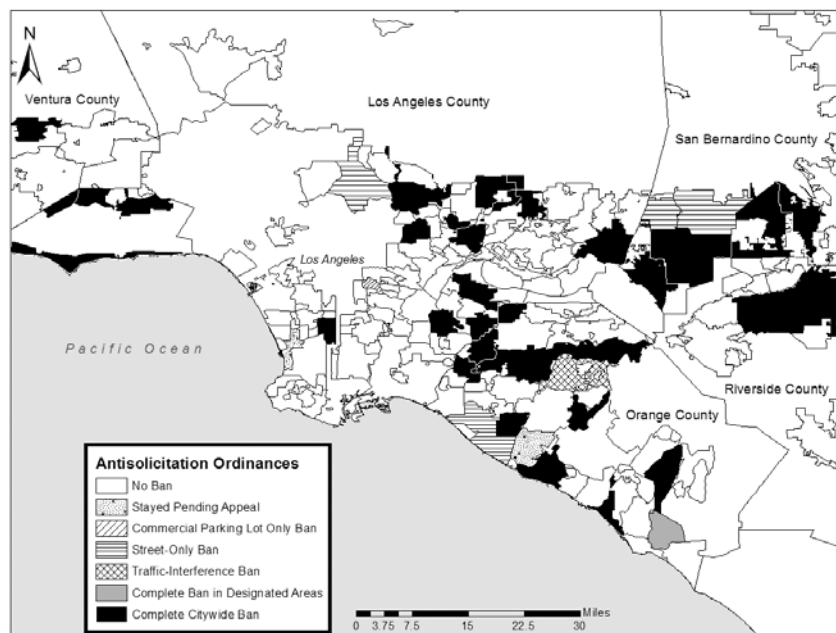 N
Ventura County
Los Angeles County
San Bernardino County
Los Angeles
Pacific Ocean
Riverside County
Orange County
Antisolicitation Ordinances
No Ban
Stayed Pending Appeal
Commercial Parking Lot Only Ban
Street-Only Ban
Traffic-Interference Ban
Complete Ban in Designated Areas
Complete Citywide Ban
Miles
0 3.75 7.5 15 22.5 30